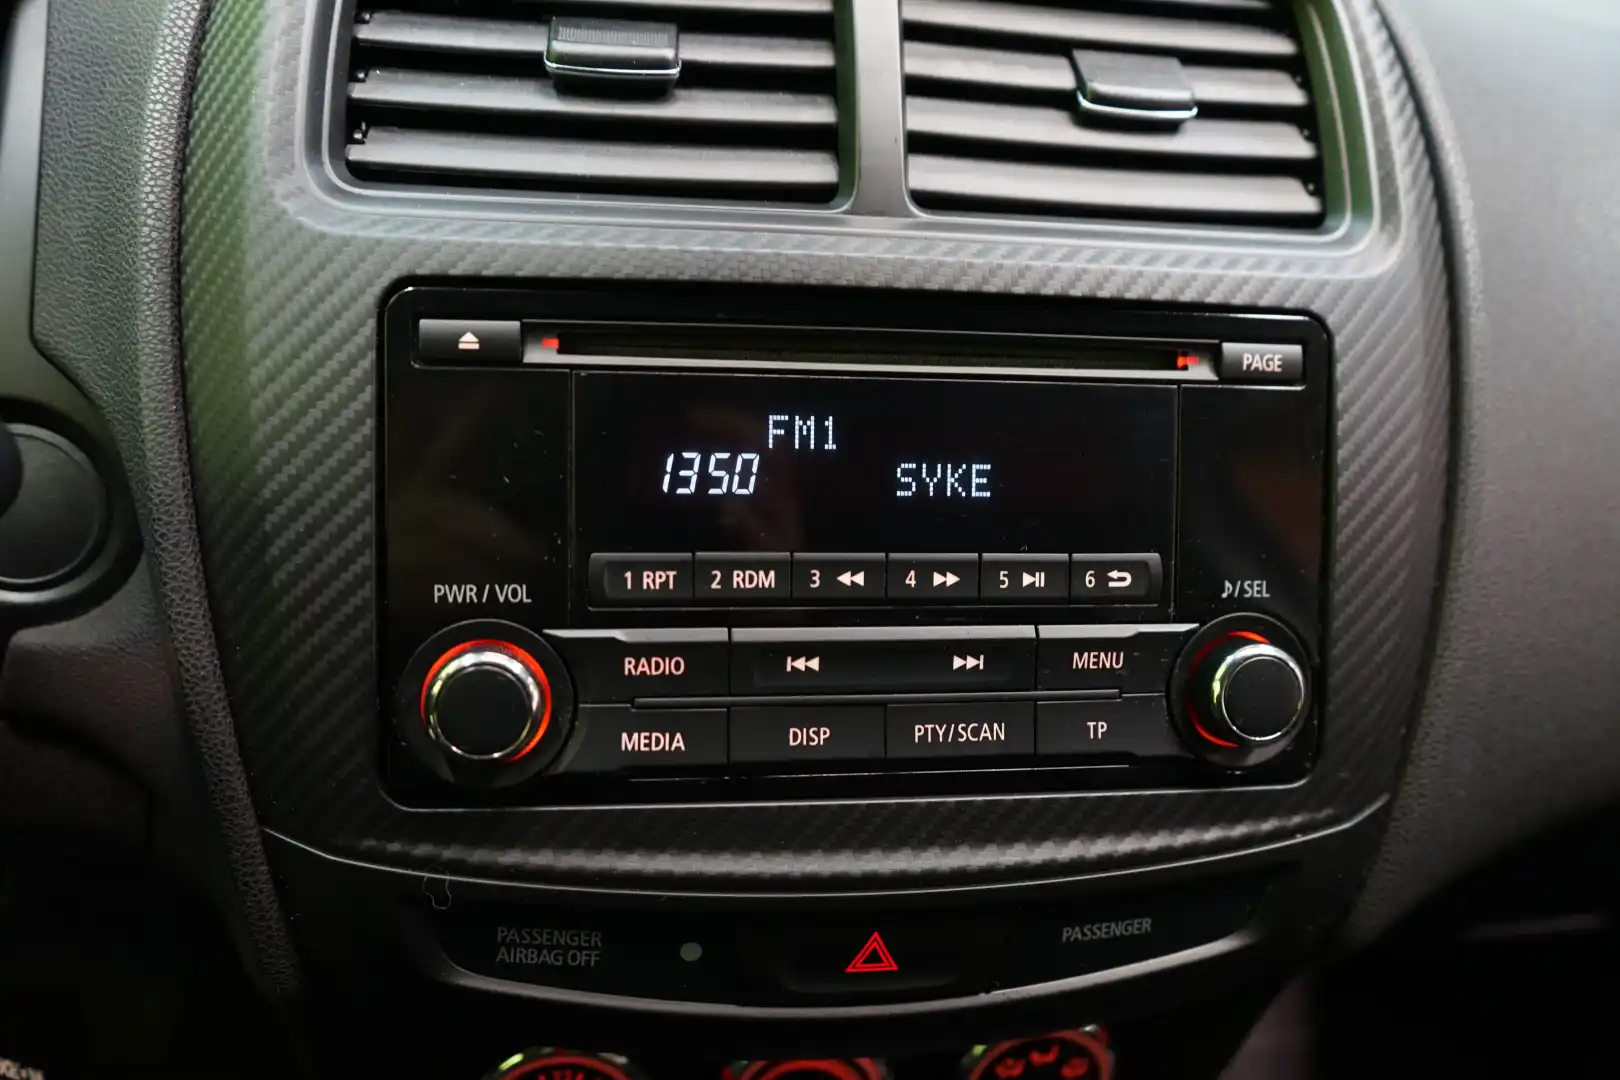 PAGE
FM1
1350 SYKE
1 RPT 2 RDM 3 4 5 6
PWR / VOL
/SEL
RADIO MENU
MEDIA DISP PTY/SCAN TP
PASSENGER
AIRBAG OFF
PASSENGER